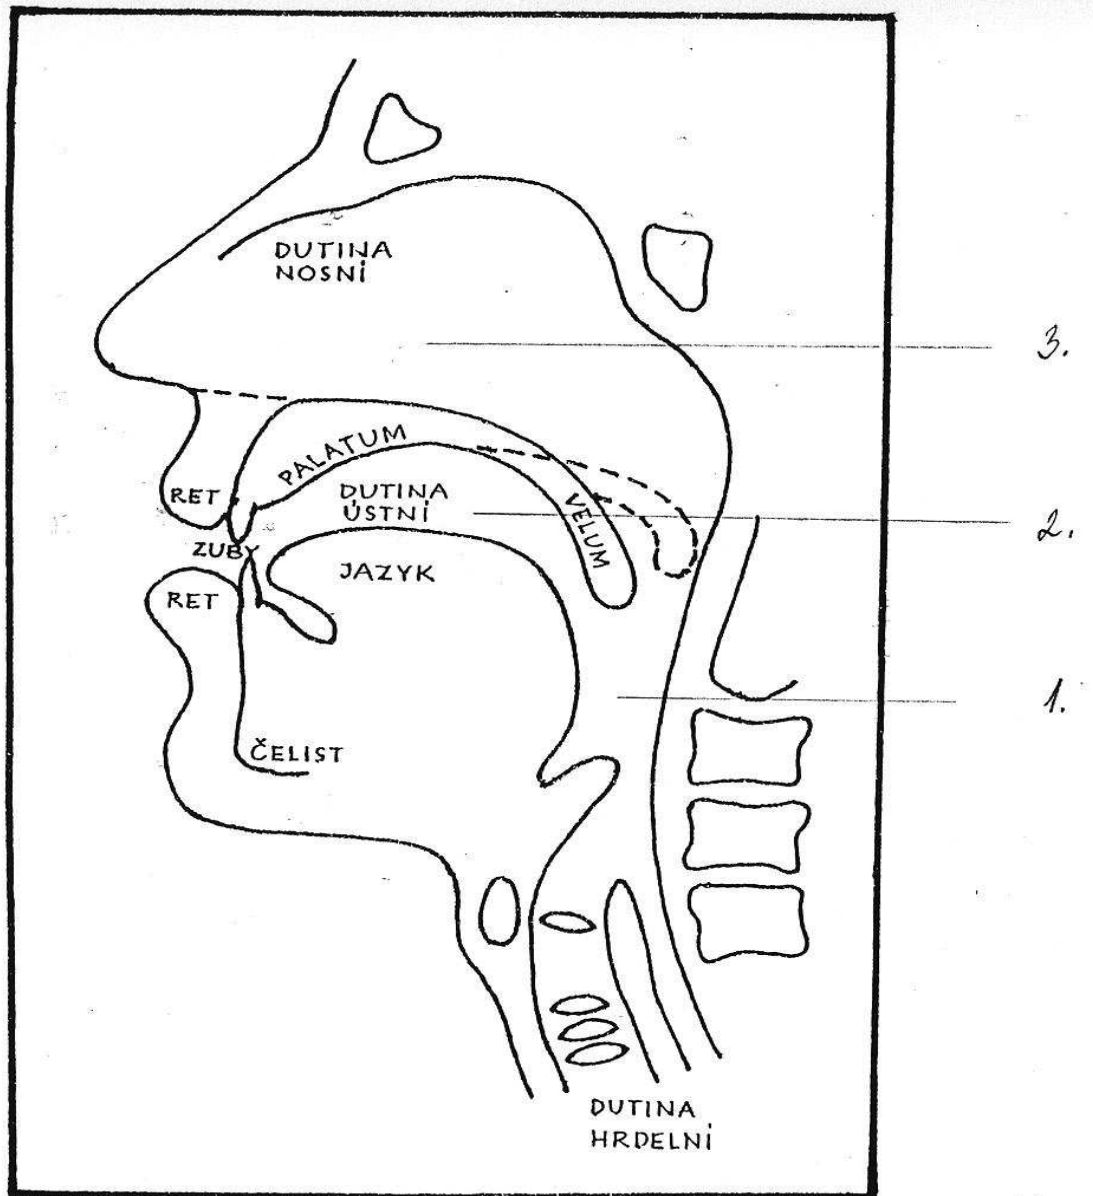 DUTINA
NOSNÍ
3.
PALATUM
RET
DUTINA
ÚSTNÍ
VELUM
2.
ZUBY
JAZYK
RET
1.
ČELIST
DUTINA
HRDELNÍ